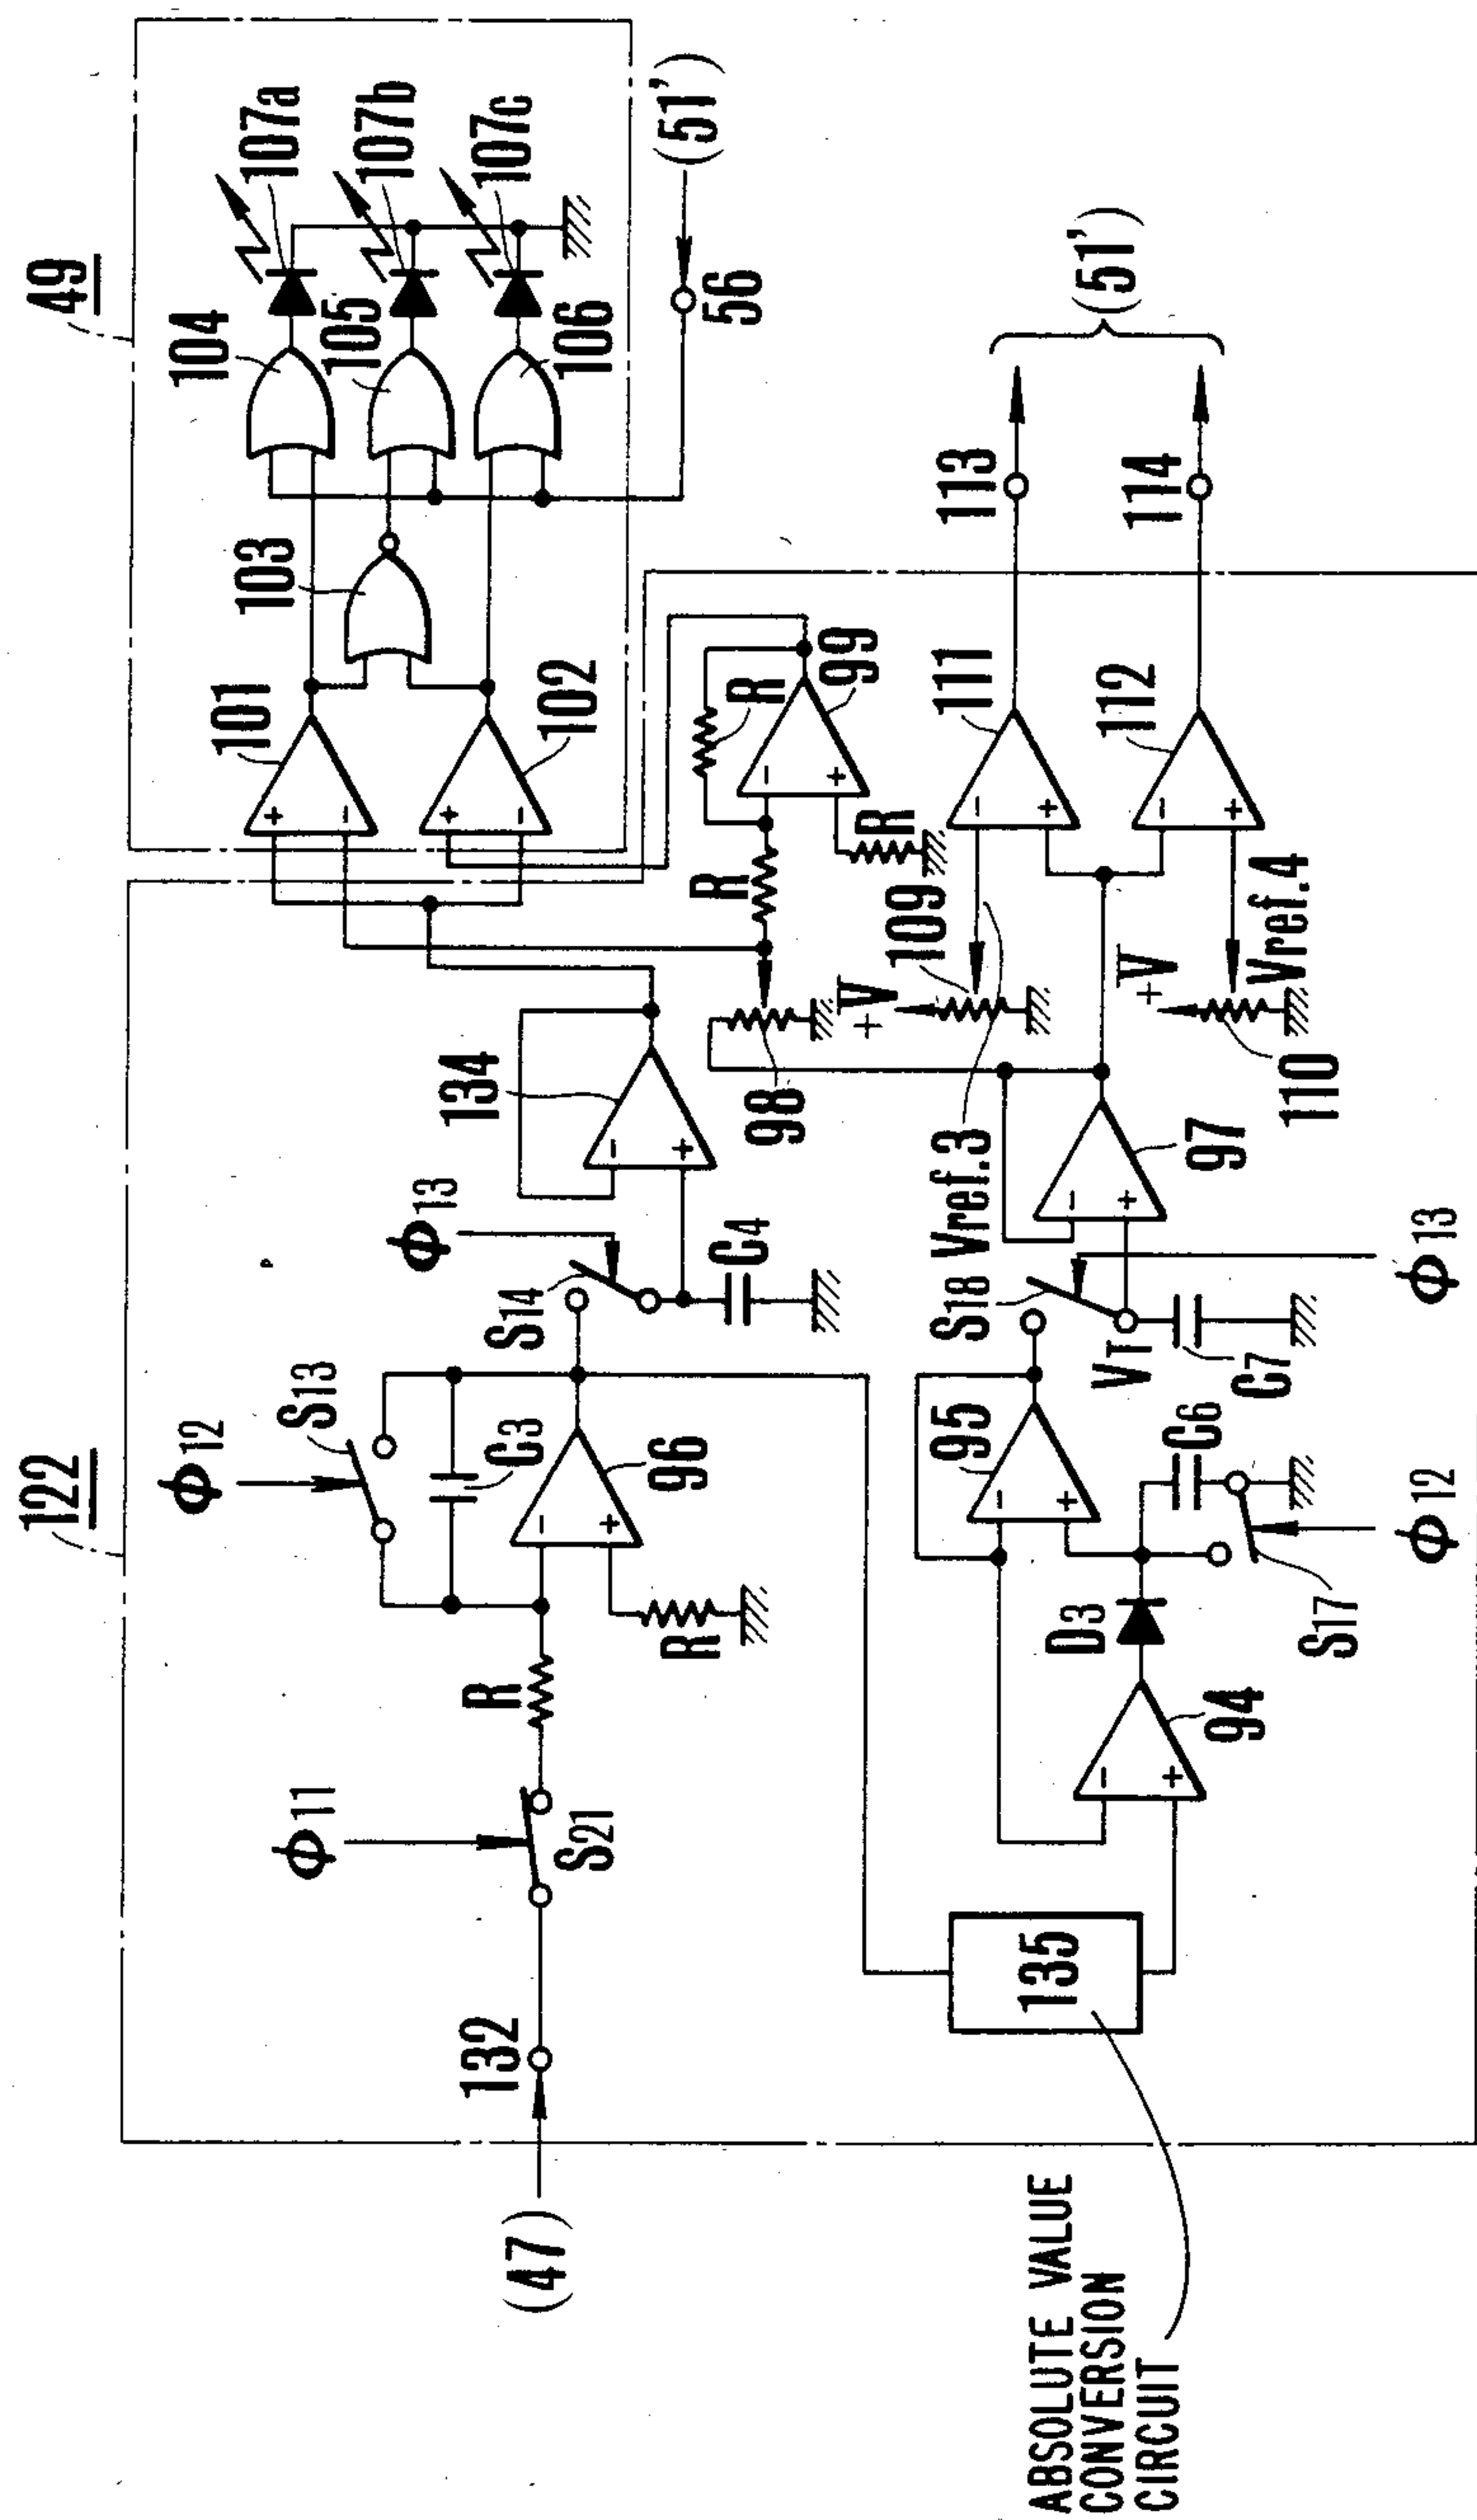 122
49
Φ11
Φ12
S13
Φ13
(47)
132
S21
R
C3
96
R
S14
C4
134
101
102
103
104
105
106
107a
107b
107c
56
(51')
R
R
R
99
98
+V
109
Vref.3
111
113
112
114
(51')
+V
Vref.4
110
97
S18
VT
C7
Φ13
95
C6
D3
S17
Φ12
94
135
ABSOLUTE VALUE
CONVERSION
CIRCUIT